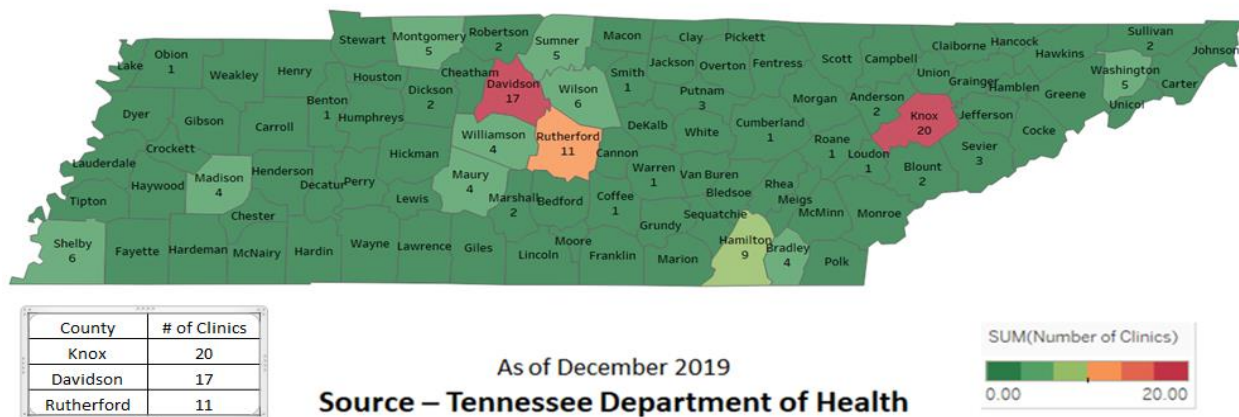 Stewart
Montgomery
5
Robertson
2
Sumner
5
Macon
Clay
Pickett
Lake
Obion
1
Weakley
Henry
Houston
Cheatham
Davidson
17
Wilson
6
Smith
1
Jackson
Overton
Fentress
Scott
Campbell
Claiborne
Hancock
Hawkins
Sullivan
2
Johnson
Washington
5
Carter
Unicol
Union
Grainger
Hamblen
Greene
Dyer
Gibson
Carroll
Benton
1
Humphreys
Dickson
2
Putnam
3
Morgan
Anderson
2
Knox
20
Jefferson
Cocke
Williamson
4
Rutherford
11
DeKalb
White
Cumberland
1
Roane
1
Loudon
1
Blount
2
Sevier
3
Lauderdale
Crockett
Haywood
Madison
4
Henderson
Decatur
Perry
Hickman
Maury
4
Cannon
Warren
1
Van Buren
Bledsoe
Rhea
Meigs
McMinn
Monroe
Tipton
Chester
Lewis
Marshall
2
Bedford
Coffee
1
Grundy
Sequatchie
Shelby
6
Fayette
Hardeman
McNairy
Hardin
Wayne
Lawrence
Giles
Lincoln
Moore
Franklin
Marion
Hamilton
9
Bradley
4
Polk
County # of Clinics
Knox 20
Davidson 17
Rutherford 11
As of December 2019
Source – Tennessee Department of Health
SUM(Number of Clinics)
0.00 20.00